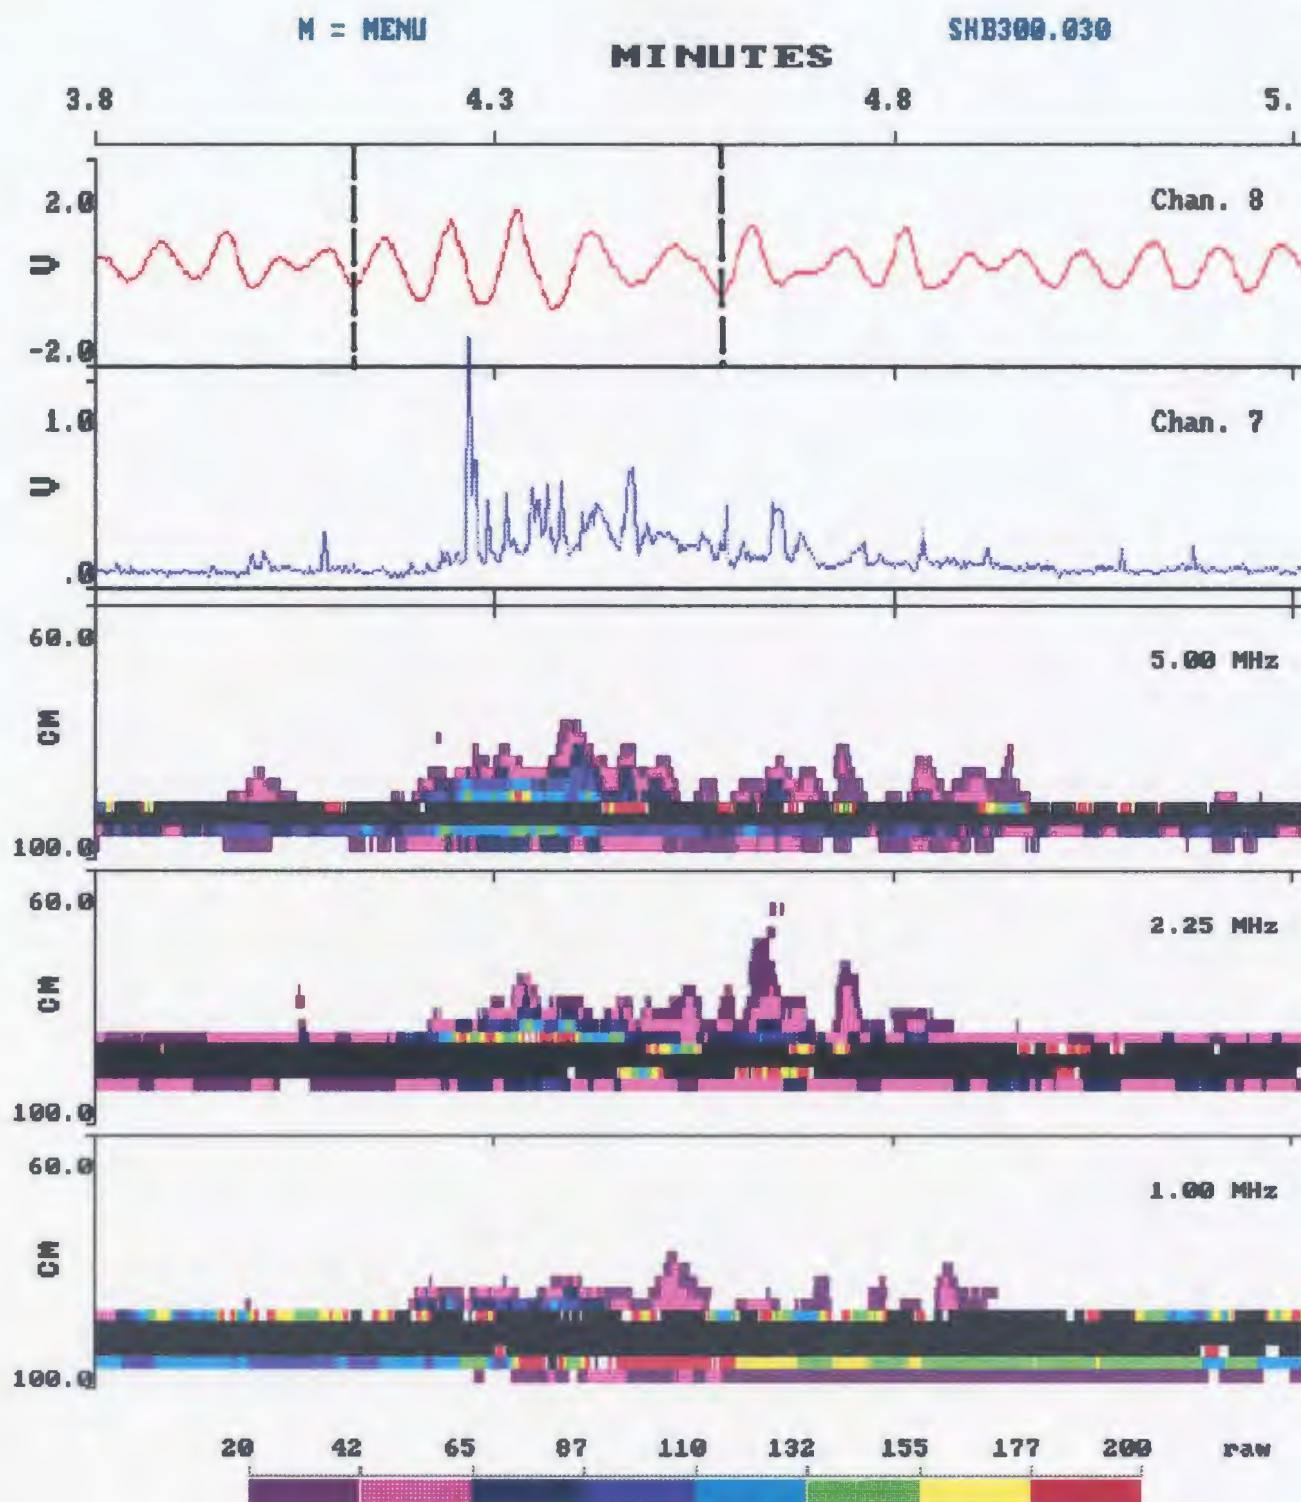 M = MENU SHB300.030
MINUTES
3.8 4.3 4.8 5.
2.0
U
-2.0
Chan. 8
1.0
U
.0
Chan. 7
60.0
CM
100.0
5.00 MHz
60.0
CM
100.0
2.25 MHz
60.0
CM
100.0
1.00 MHz
20 42 65 87 110 132 155 177 200 raw